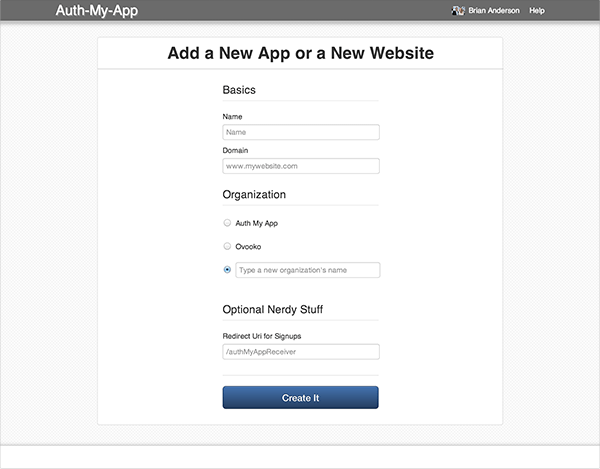 Auth-My-App
Brian Anderson Help
Add a New App or a New Website
Basics
Name
Name
Domain
www.mywebsite.com
Organization
Auth My App
Ovooko
Type a new organization's name
Optional Nerdy Stuff
Redirect Uri for Signups
/authMyAppReceiver
Create It